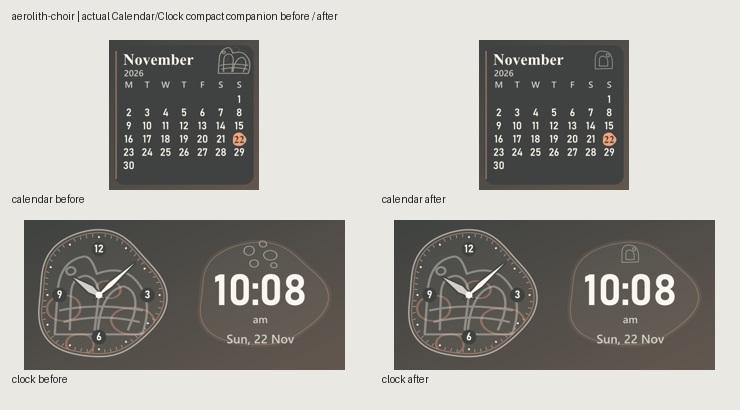 aerolith-choir | actual Calendar/Clock compact companion before / after
November
2026
M T W T F S S
1
2 3 4 5 6 7 8
9 10 11 12 13 14 15
16 17 18 19 20 21 22
23 24 25 26 27 28 29
30
November
2026
M T W T F S S
1
2 3 4 5 6 7 8
9 10 11 12 13 14 15
16 17 18 19 20 21 22
23 24 25 26 27 28 29
30
calendar before
calendar after
12
9 3
6
10:08
am
Sun, 22 Nov
12
9 3
6
10:08
am
Sun, 22 Nov
clock before
clock after